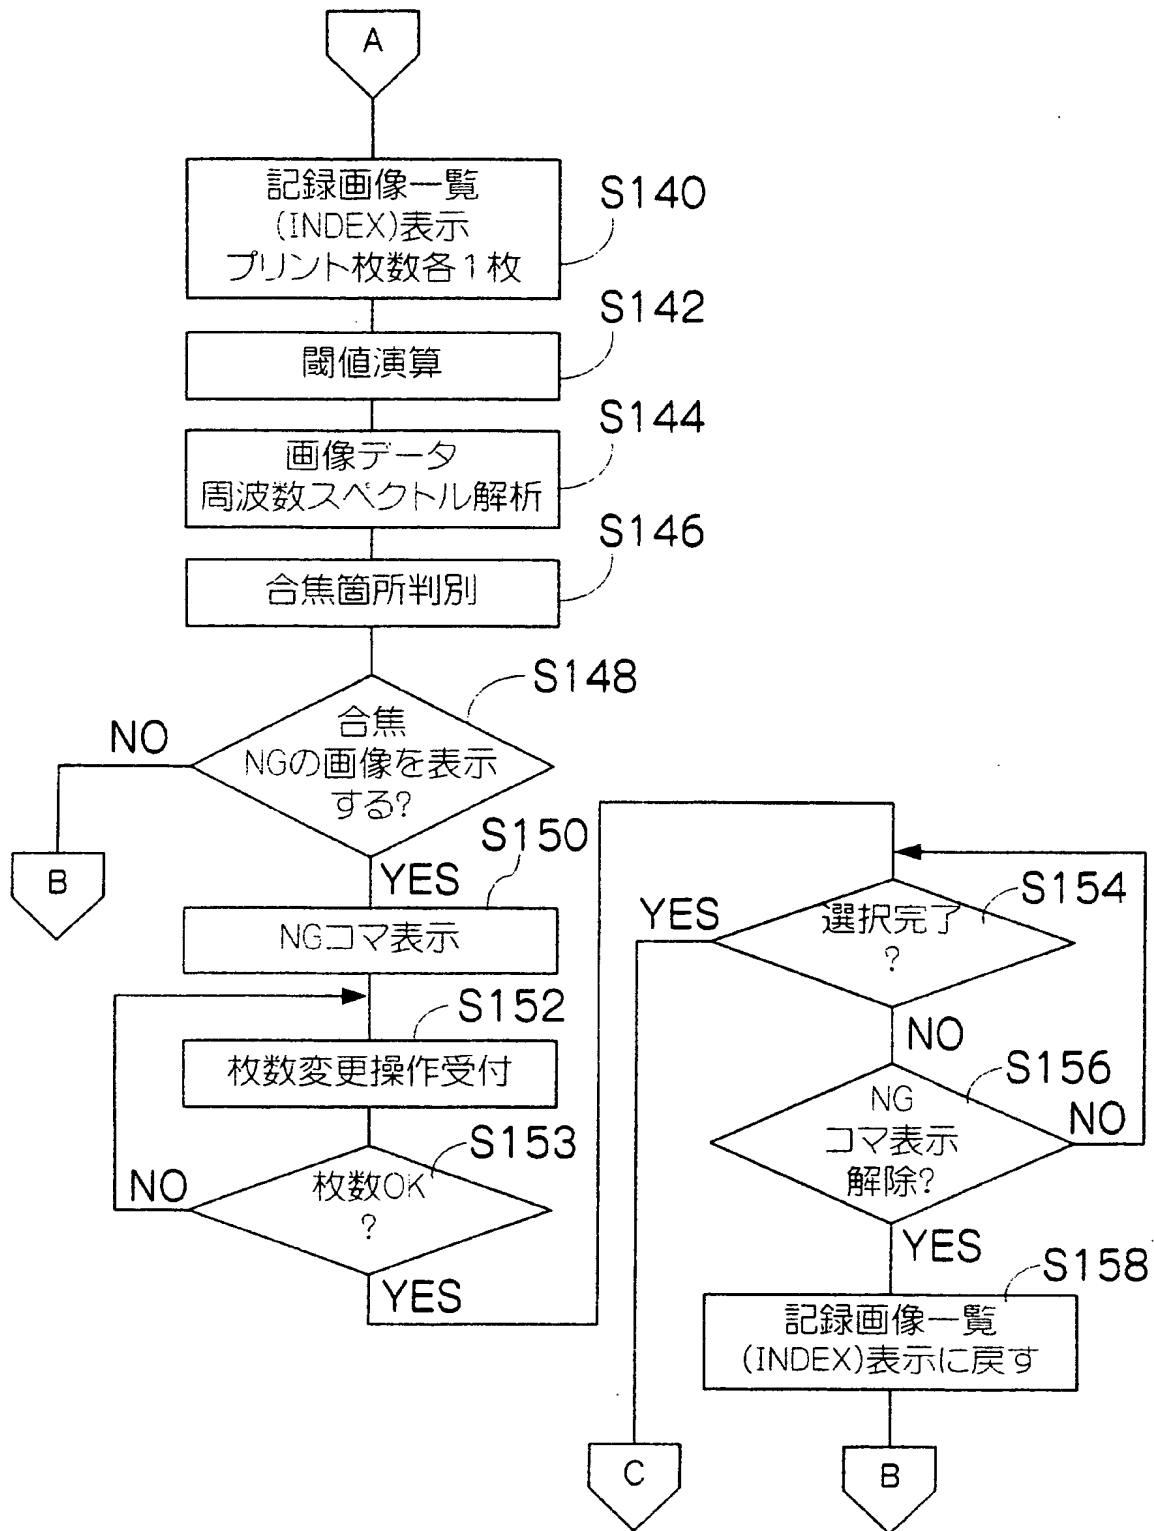 A
記録画像一覧
(INDEX)表示
プリント枚数各1枚
S140
閾値演算
S142
画像データ
周波数スペクトル解析
S144
合焦箇所判別
S146
合焦
NGの画像を表示
する?
S148
NO
B
YES
NGコマ表示
S150
枚数変更操作受付
S152
枚数OK
?
S153
NO
YES
選択完了
?
S154
YES
NO
NG
コマ表示
解除?
S156
NO
YES
記録画像一覧
(INDEX)表示に戻す
S158
C
B